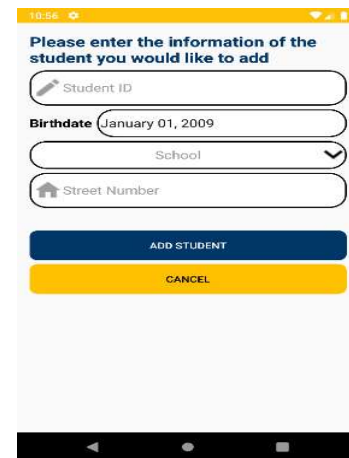 10:56
Please enter the information of the
student you would like to add
Student ID
Birthdate January 01, 2009
School
Street Number
ADD STUDENT
CANCEL